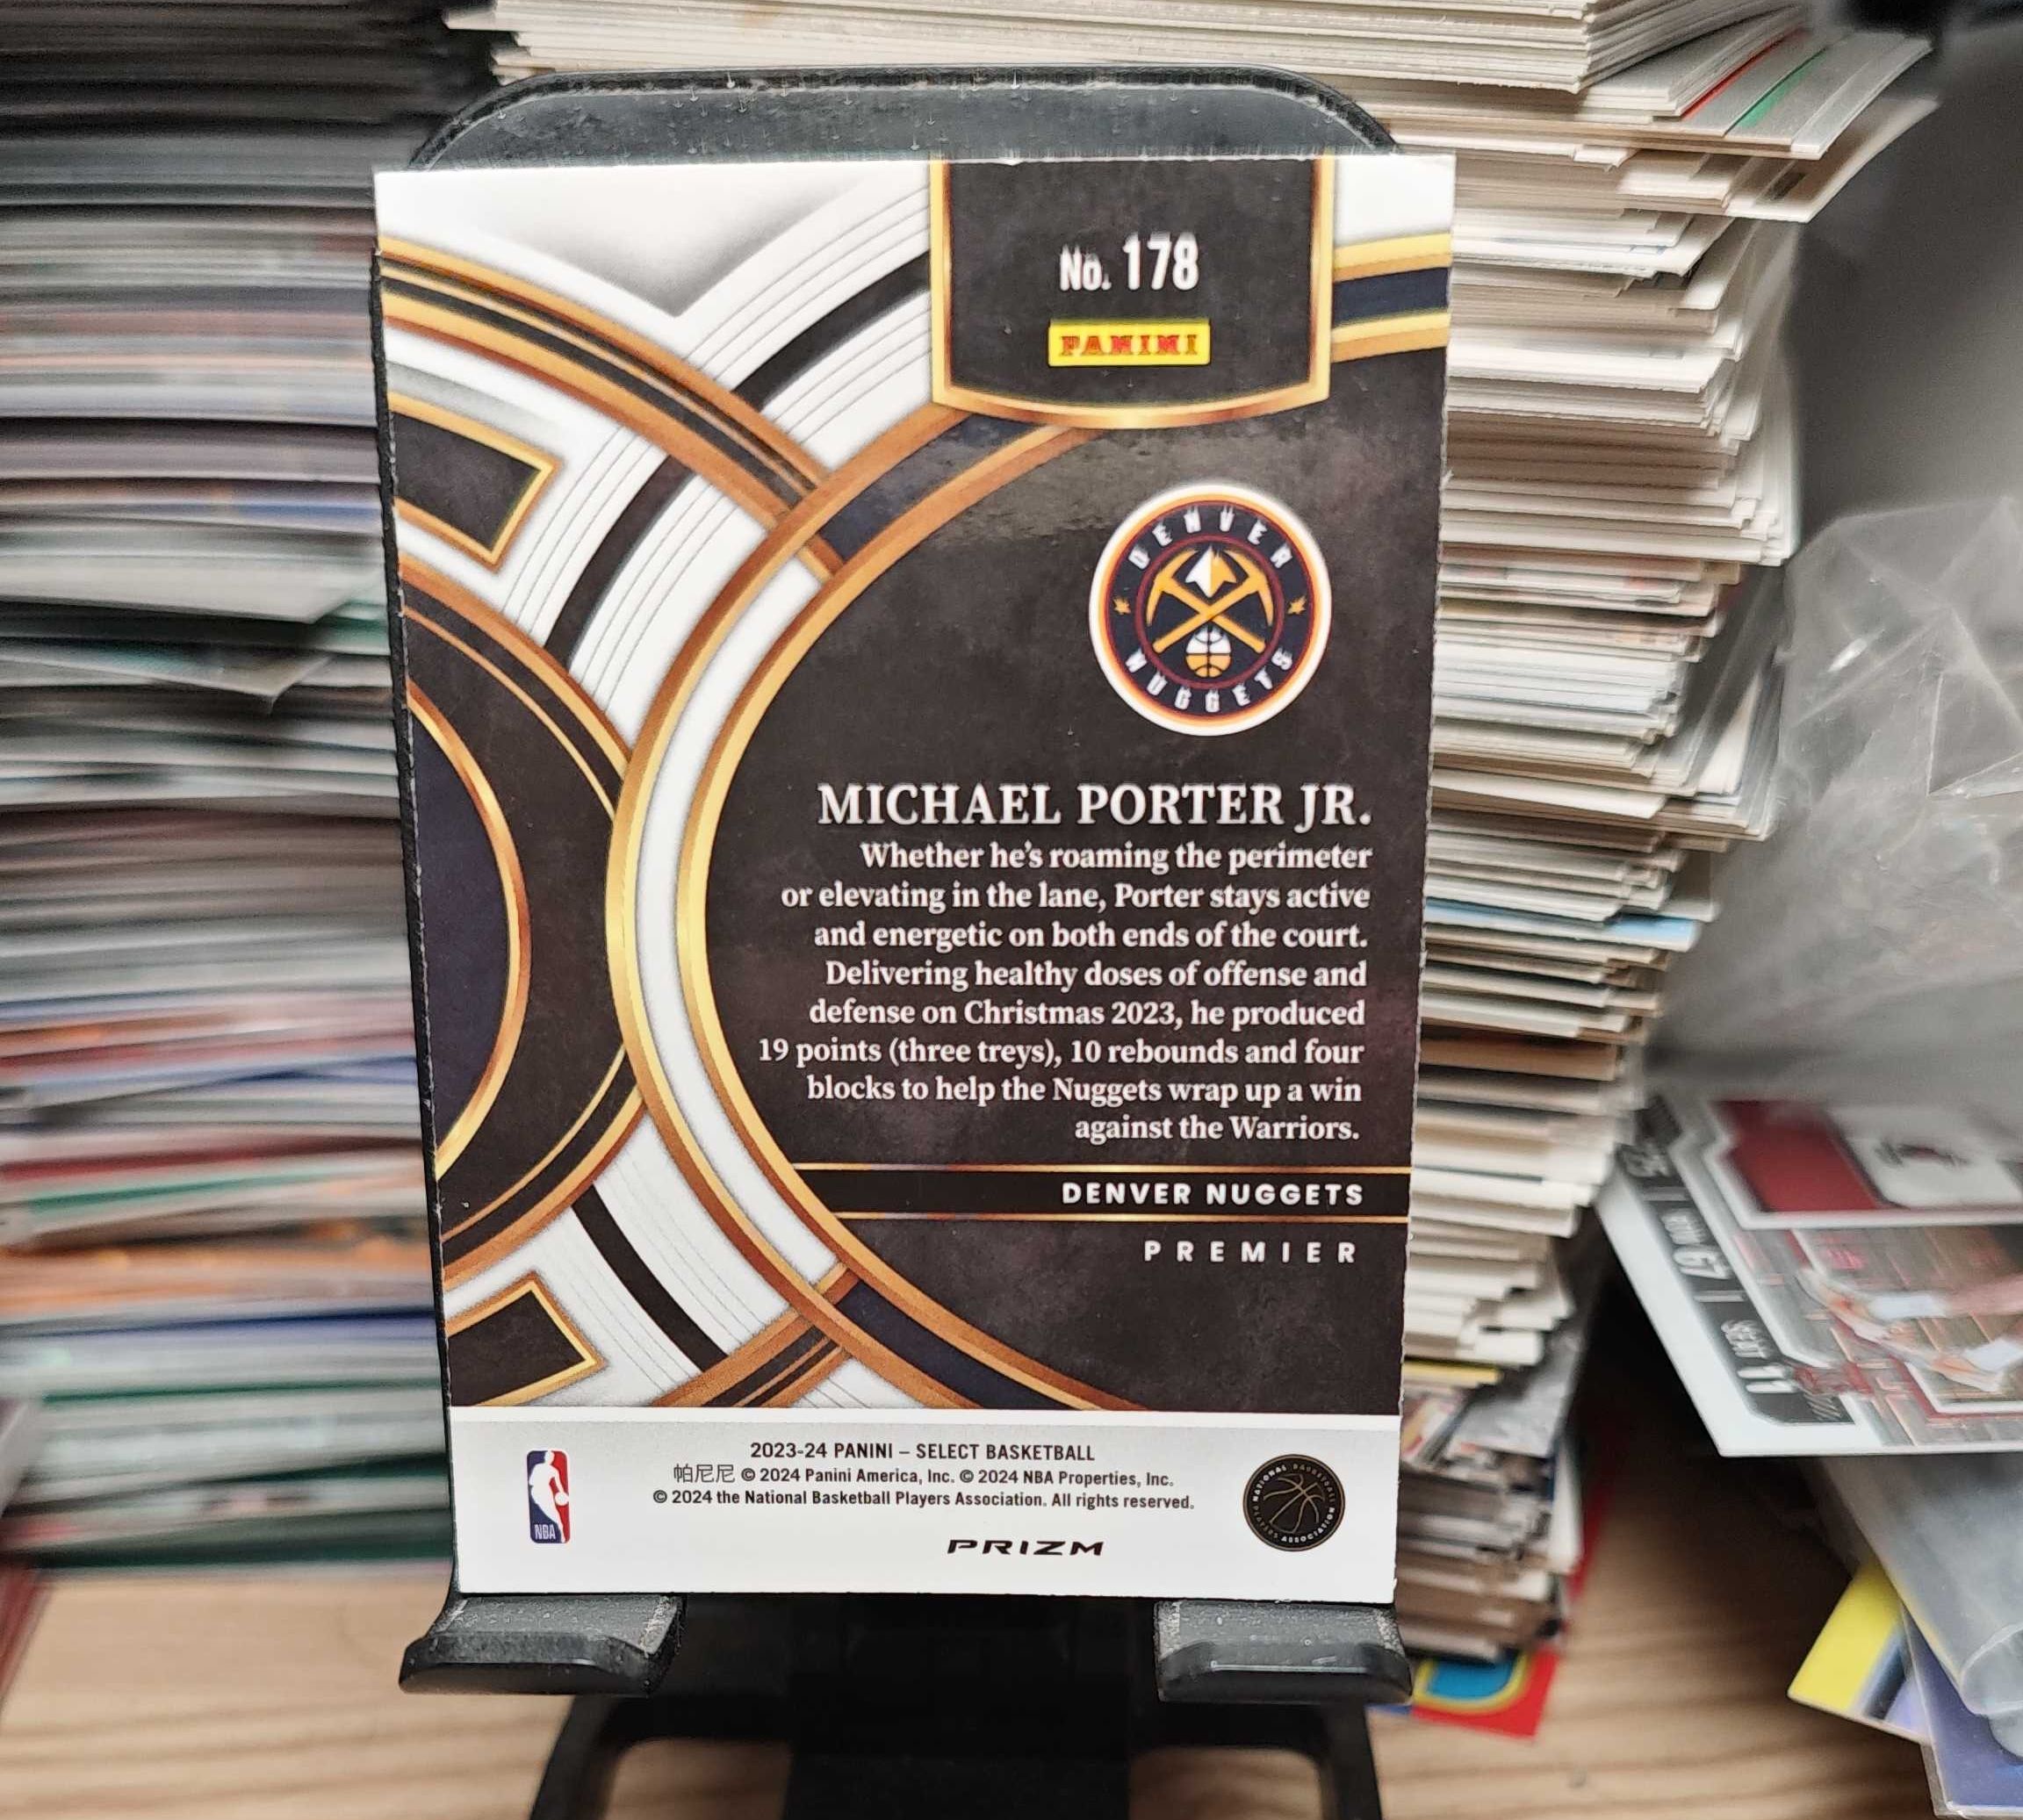 No. 178
PANINI
DENVER
NUGGETS
MICHAEL PORTER JR.
Whether he's roaming the perimeter
or elevating in the lane, Porter stays active
and energetic on both ends of the court.
Delivering healthy doses of offense and
defense on Christmas 2023, he produced
19 points (three treys), 10 rebounds and four
blocks to help the Nuggets wrap up a win
against the Warriors.
DENVER NUGGETS
PREMIER
2023-24 PANINI – SELECT BASKETBALL
帕尼尼 © 2024 Panini America, Inc. © 2024 NBA Properties, Inc.
© 2024 the National Basketball Players Association. All rights reserved.
NBA
NATIONAL BASKETBALL
PLAYERS ASSOCIATION
PRIZM